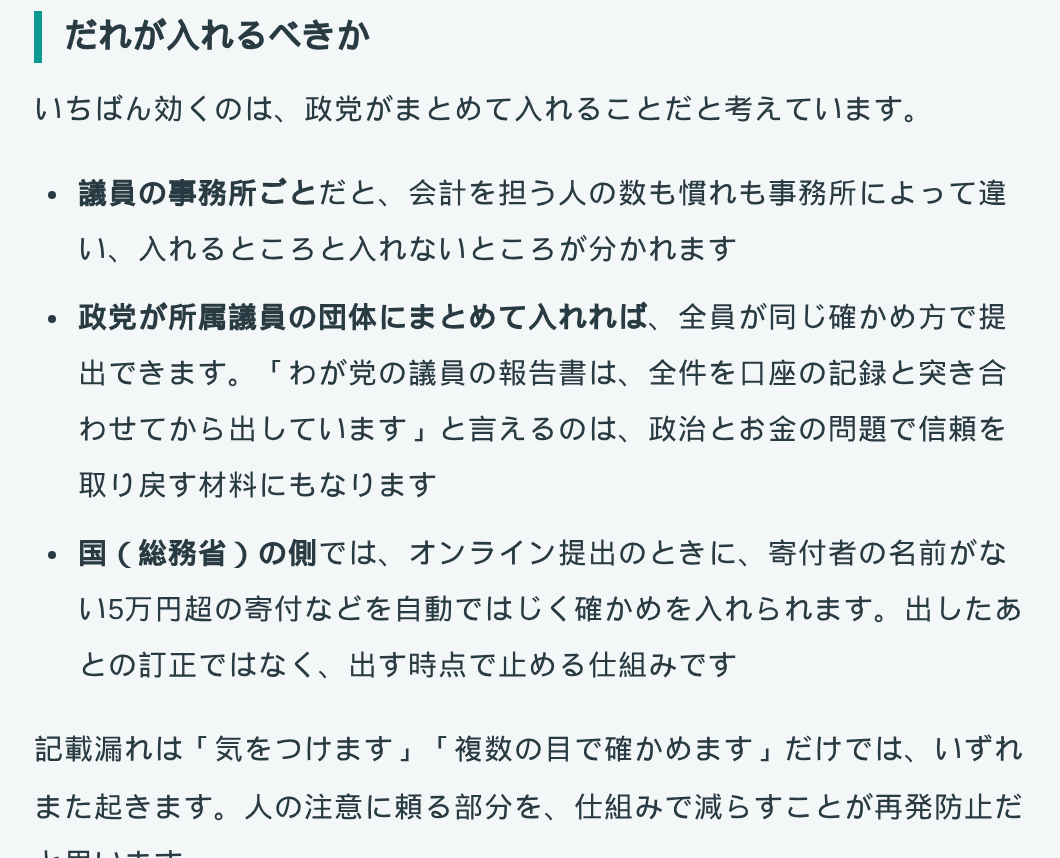 だれが入れるべきか
いちばん効くのは、政党がまとめて入れることだと考えています。
• 議員の事務所ごとだと、会計を担う人の数も慣れも事務所によって違
い、入れるところと入れないところが分かれます
• 政党が所属議員の団体にまとめて入れれば、全員が同じ確かめ方で提
出できます。「わが党の議員の報告書は、全件を口座の記録と突き合
わせてから出しています」と言えるのは、政治とお金の問題で信頼を
取り戻す材料にもなります
• 国（総務省）の側では、オンライン提出のときに、寄付者の名前がな
い5万円超の寄付などを自動ではじく確かめを入れられます。出したあ
との訂正ではなく、出す時点で止める仕組みです
記載漏れは「気をつけます」「複数の目で確かめます」だけでは、いずれ
また起きます。人の注意に頼る部分を、仕組みで減らすことが再発防止だ
と思います